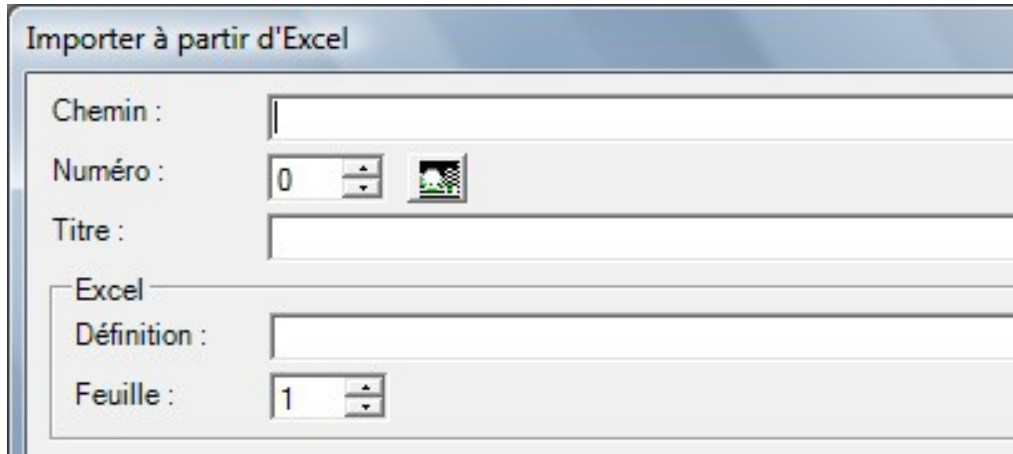 Importer à partir d'Excel
Chemin :
Numéro : 0
Titre :
Excel
Définition :
Feuille : 1